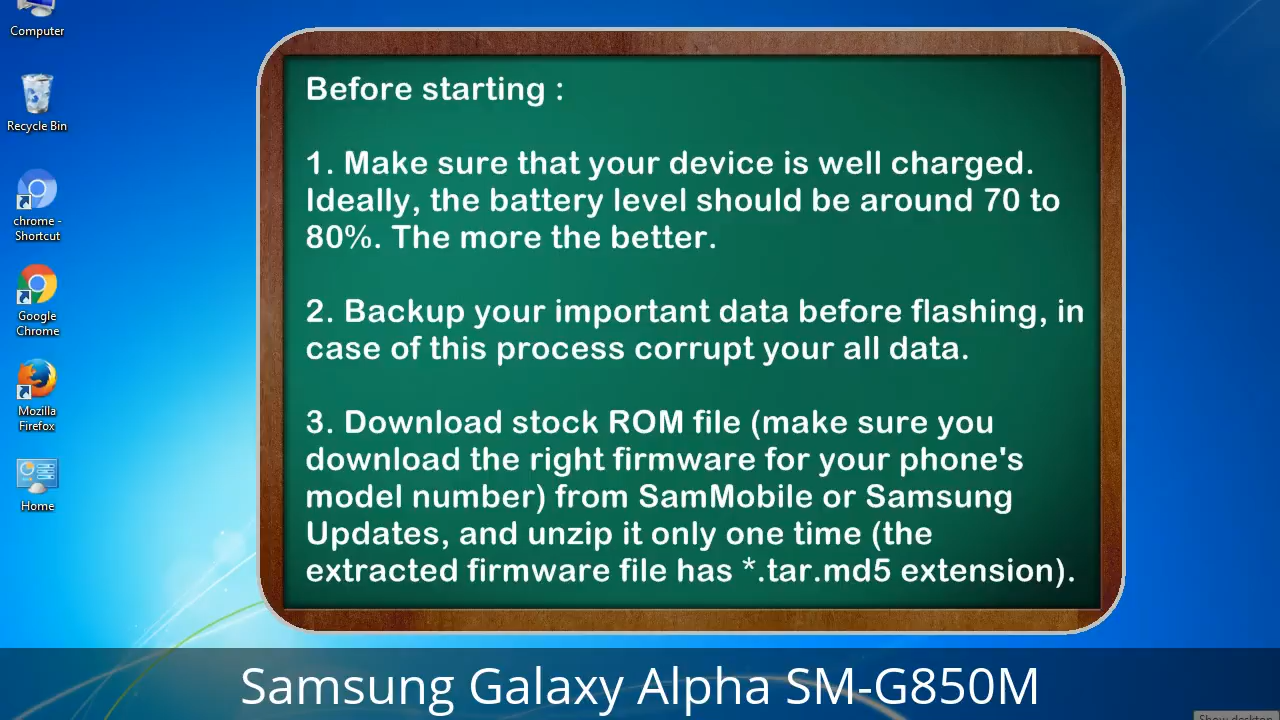 Computer
Recycle Bin
chrome -
Shortcut
Google
Chrome
Mozilla
Firefox
Home
Before starting :
1. Make sure that your device is well charged.
Ideally, the battery level should be around 70 to
80%. The more the better.
2. Backup your important data before flashing, in
case of this process corrupt your all data.
3. Download stock ROM file (make sure you
download the right firmware for your phone's
model number) from SamMobile or Samsung
Updates, and unzip it only one time (the
extracted firmware file has *.tar.md5 extension).
Samsung Galaxy Alpha SM-G850M
Show desktop